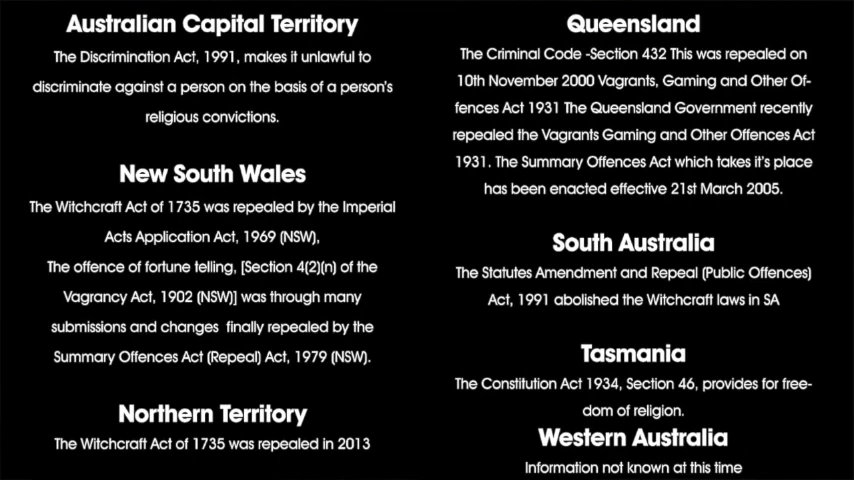 Australian Capital Territory
The Discrimination Act, 1991, makes it unlawful to
discriminate against a person on the basis of a person's
religious convictions.
New South Wales
The Witchcraft Act of 1735 was repealed by the Imperial
Acts Application Act, 1969 (NSW),
The offence of fortune telling, [Section 4(2)(n) of the
Vagrancy Act, 1902 (NSW)] was through many
submissions and changes  finally repealed by the
Summary Offences Act (Repeal) Act, 1979 (NSW).
Northern Territory
The Witchcraft Act of 1735 was repealed in 2013
Queensland
The Criminal Code -Section 432 This was repealed on
10th November 2000 Vagrants, Gaming and Other Of-
fences Act 1931 The Queensland Government recently
repealed the Vagrants Gaming and Other Offences Act
1931. The Summary Offences Act which takes it's place
has been enacted effective 21st March 2005.
South Australia
The Statutes Amendment and Repeal (Public Offences)
Act, 1991 abolished the Witchcraft laws in SA
Tasmania
The Constitution Act 1934, Section 46, provides for free-
dom of religion.
Western Australia
Information not known at this time